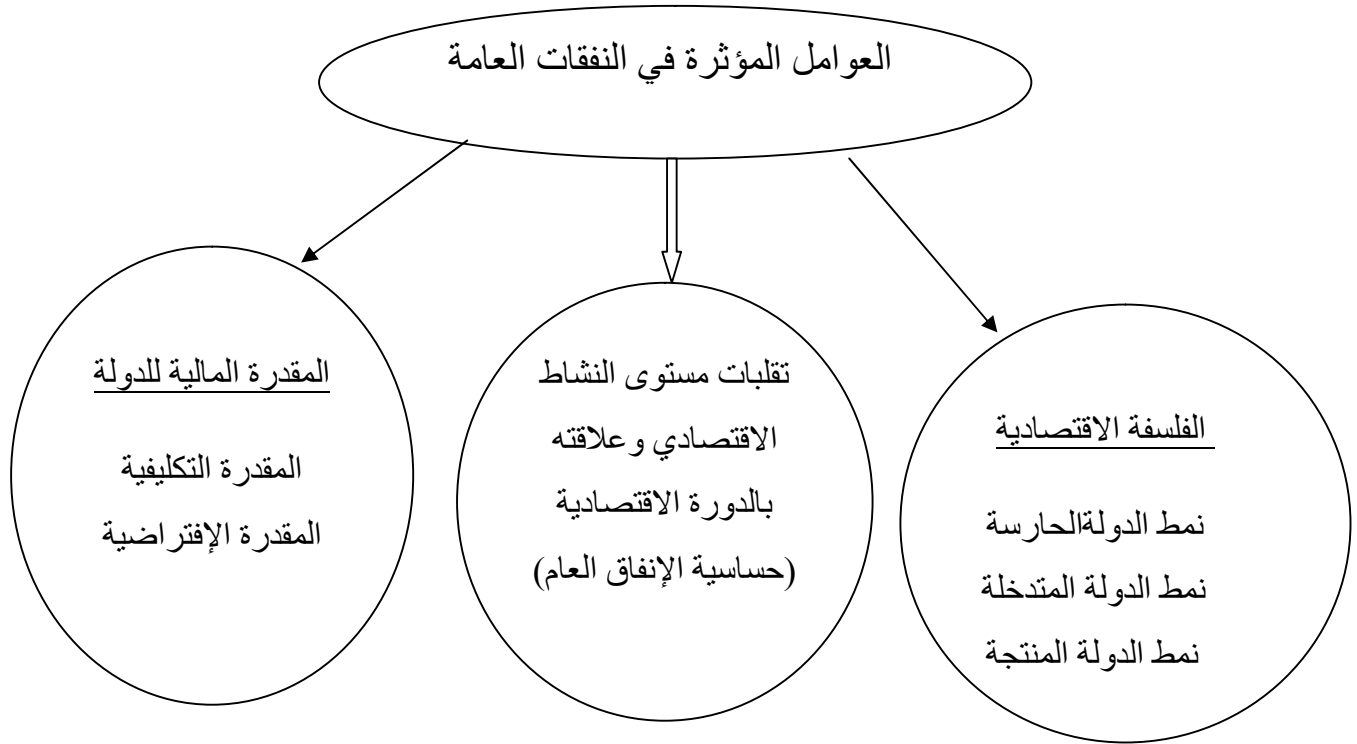 العوامل المؤثرة في النفقات العامة
الفلسفة الاقتصادية
نمط الدولةالحارسة
نمط الدولة المتدخلة
نمط الدولة المنتجة
تقلبات مستوى النشاط
الاقتصادي وعلاقته
بالدورة الاقتصادية
(حساسية الإنفاق العام)
المقدرة المالية للدولة
المقدرة التكليفية
المقدرة الإفتراضية